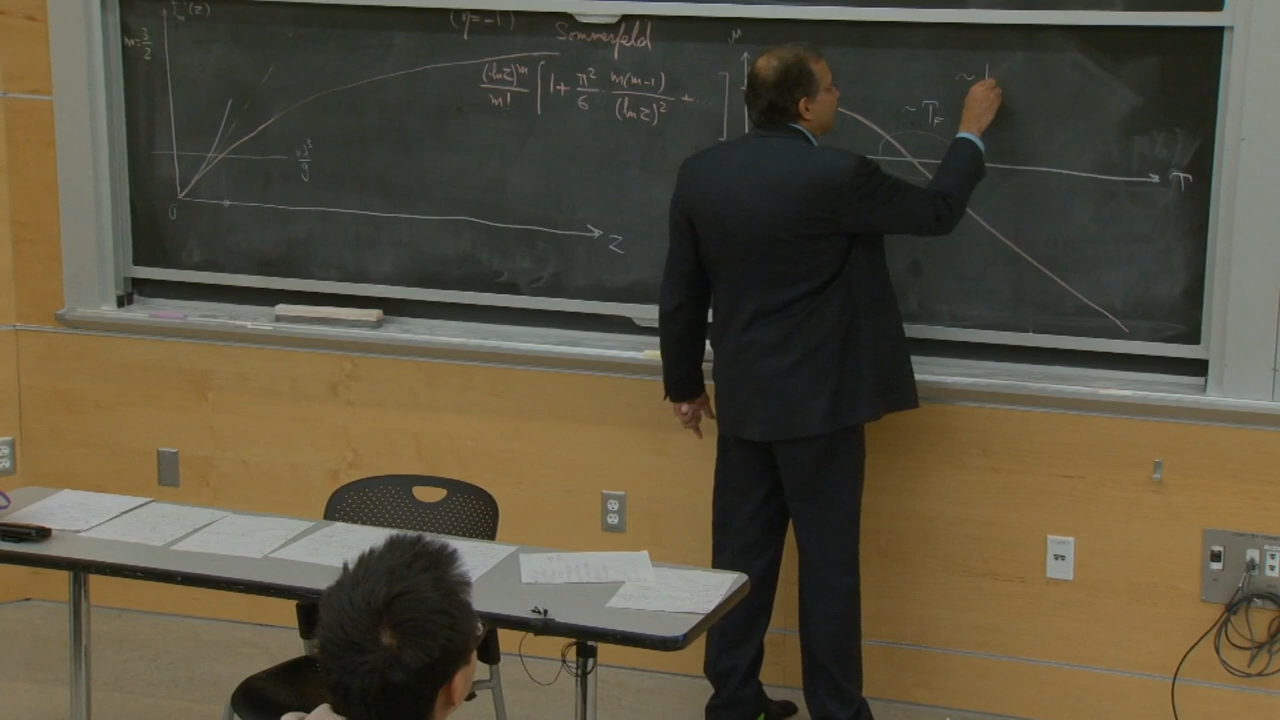 f_m^-(z)
m=3/2
(η=-1)
Sommerfeld
(ln z)^m / m! [ 1 + π²/6 m(m-1)/(ln z)² + ... ]
0
z
μ
~T_F
~
T